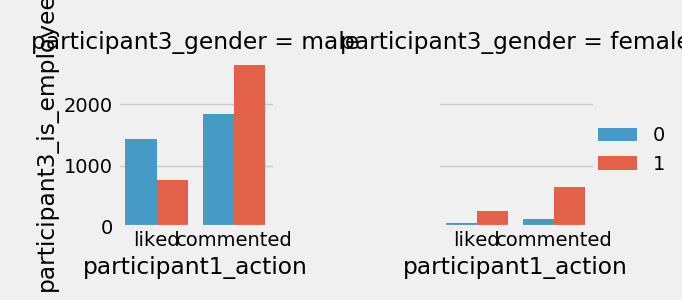 participant3_gender = male
participant3_gender = female
participant3_is_employee
2000
1000
0
liked
commented
participant1_action
liked
commented
participant1_action
0
1